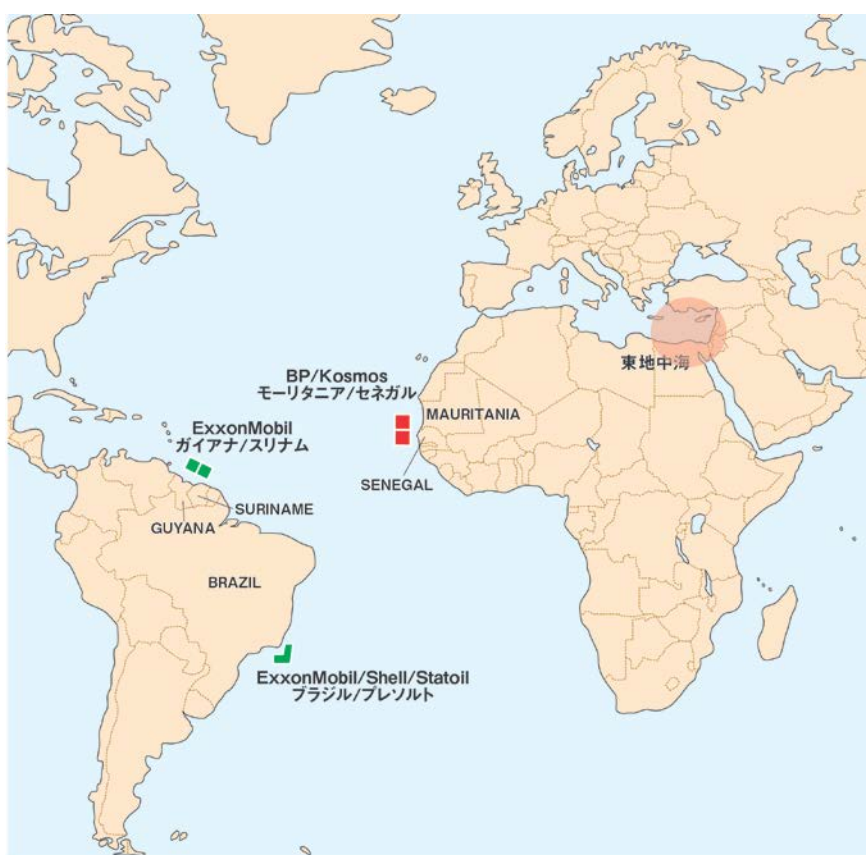 東地中海
BP/Kosmos
モーリタニア/セネガル
MAURITANIA
ExxonMobil
ガイアナ/スリナム
SENEGAL
SURINAME
GUYANA
BRAZIL
ExxonMobil/Shell/Statoil
ブラジル/プレソルト